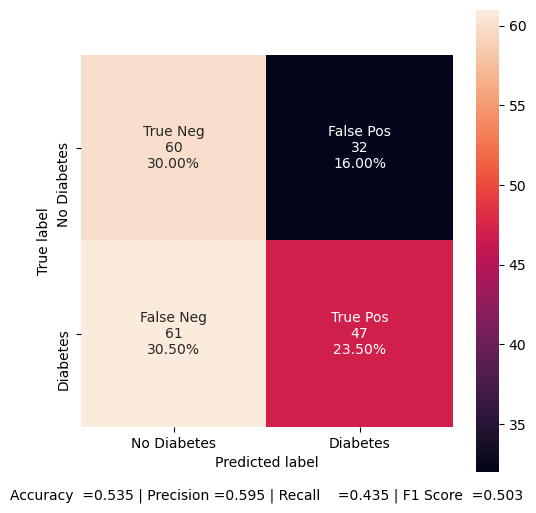 True Neg
60
30.00%
False Pos
32
16.00%
False Neg
61
30.50%
True Pos
47
23.50%
True label
No Diabetes
Diabetes
No Diabetes
Diabetes
Predicted label
60
55
50
45
40
35
Accuracy  =0.535 | Precision =0.595 | Recall    =0.435 | F1 Score  =0.503